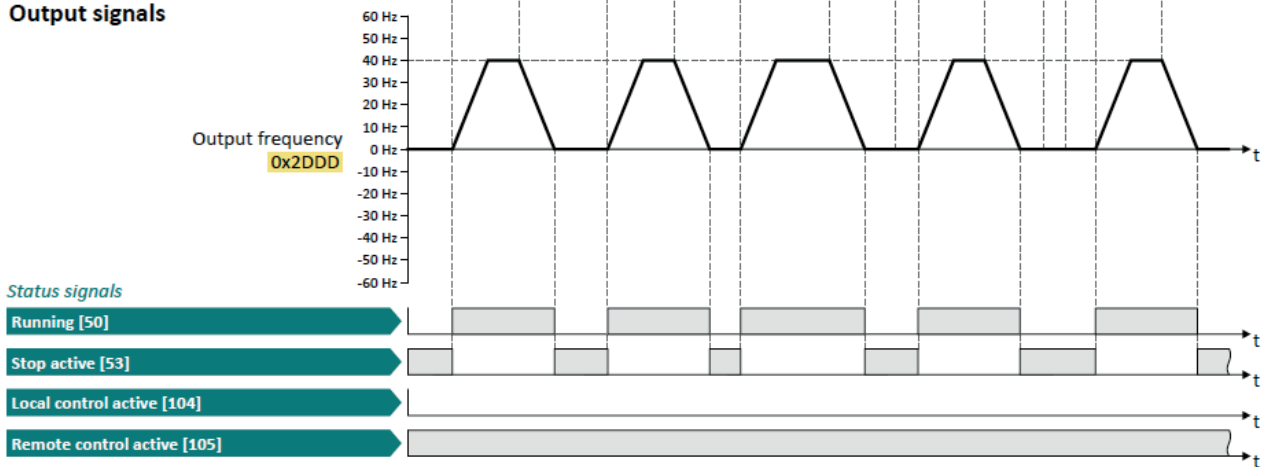 Output signals
60 Hz
50 Hz
40 Hz
30 Hz
20 Hz
10 Hz
0 Hz
-10 Hz
-20 Hz
-30 Hz
-40 Hz
-50 Hz
-60 Hz
Output frequency
0x2DDD
t
Status signals
Running [50]
t
Stop active [53]
t
Local control active [104]
t
Remote control active [105]
t